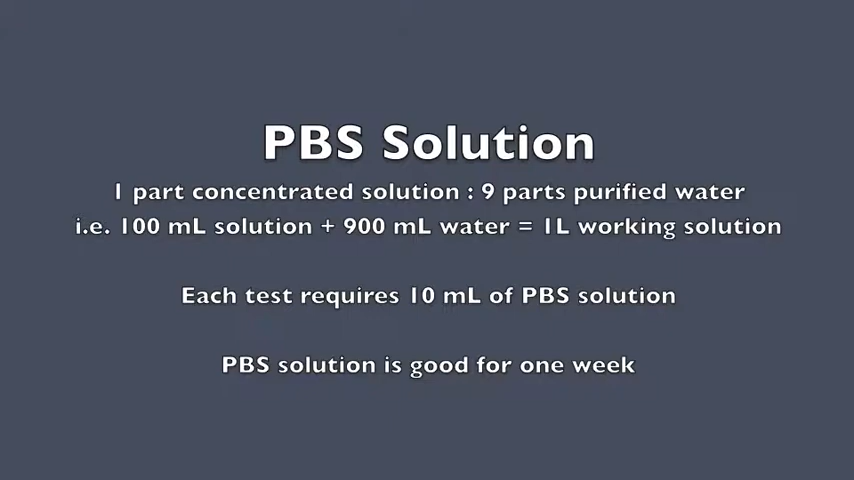 PBS Solution
1 part concentrated solution : 9 parts purified water
i.e. 100 mL solution + 900 mL water = 1L working solution
Each test requires 10 mL of PBS solution
PBS solution is good for one week